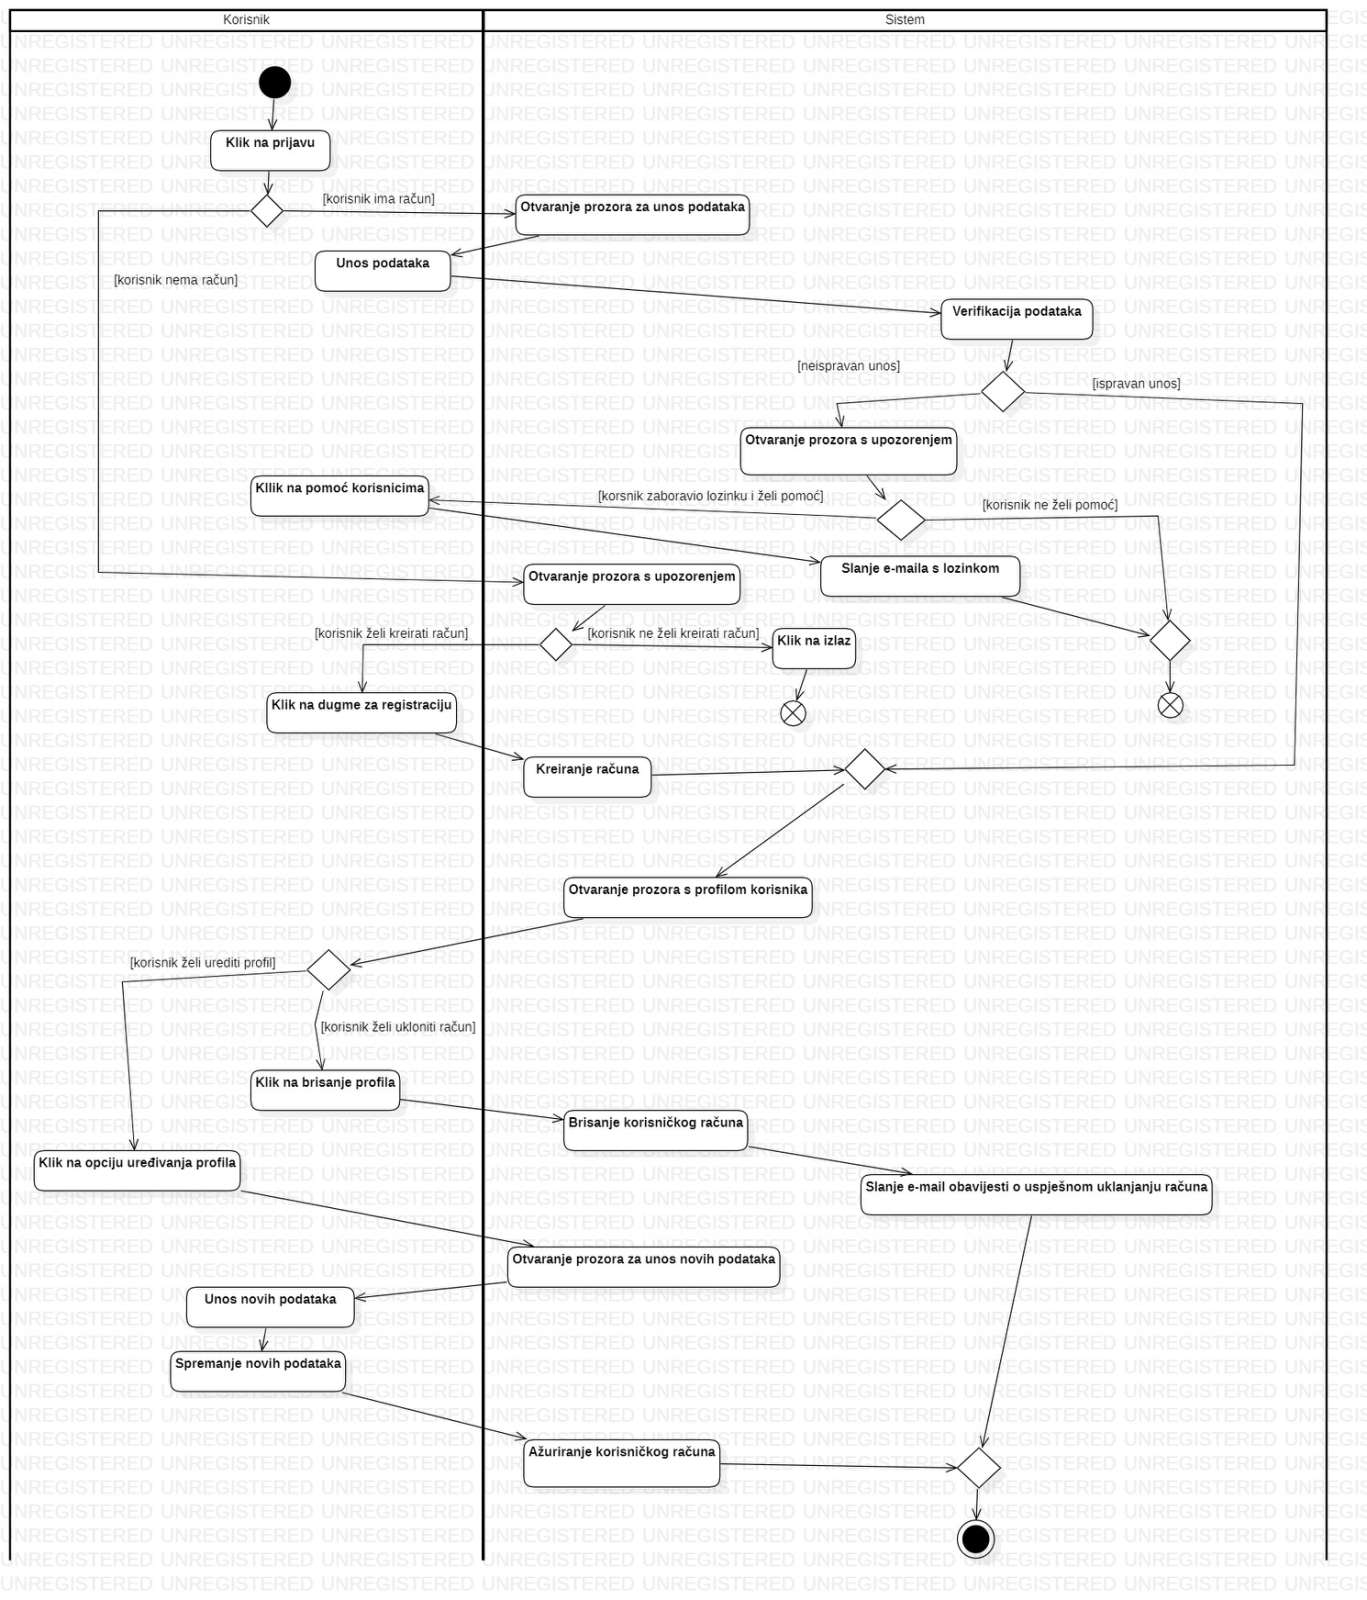 Korisnik
Sistem
Klik na prijavu
[korisnik ima račun]
Otvaranje prozora za unos podataka
Unos podataka
[korisnik nema račun]
Verifikacija podataka
[neispravan unos]
[ispravan unos]
Otvaranje prozora s upozorenjem
Kllik na pomoć korisnicima
[korsnik zaboravio lozinku i želi pomoć]
[korisnik ne želi pomoć]
Slanje e-maila s lozinkom
Otvaranje prozora s upozorenjem
[korisnik želi kreirati račun]
[korisnik ne želi kreirati račun]
Klik na izlaz
Klik na dugme za registraciju
Kreiranje računa
Otvaranje prozora s profilom korisnika
[korisnik želi urediti profil]
[korisnik želi ukloniti račun]
Klik na brisanje profila
Brisanje korisničkog računa
Klik na opciju uređivanja profila
Slanje e-mail obavijesti o uspješnom uklanjanju računa
Otvaranje prozora za unos novih podataka
Unos novih podataka
Spremanje novih podataka
Ažuriranje korisničkog računa
UNREGISTERED